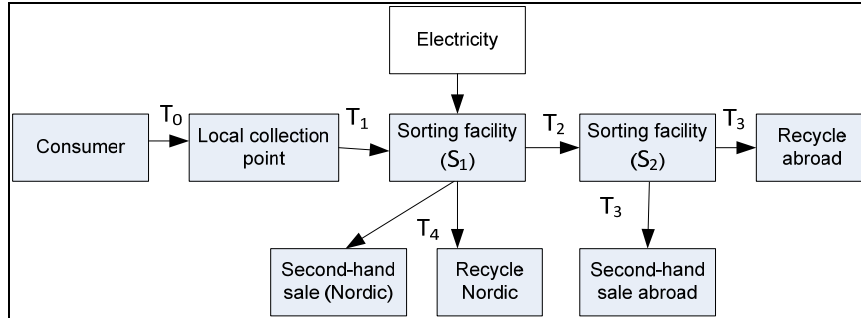 Electricity
Consumer
T₀
Local collection
point
T₁
Sorting facility
(S₁)
T₂
Sorting facility
(S₂)
T₃
Recycle
abroad
T₄
T₃
Second-hand
sale (Nordic)
Recycle
Nordic
Second-hand
sale abroad